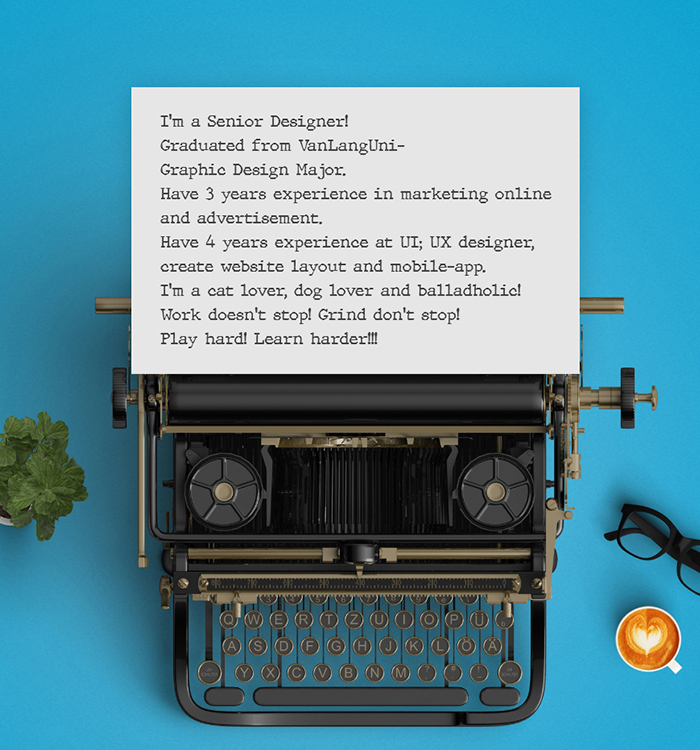 I'm a Senior Designer!
Graduated from VanLangUni-
Graphic Design Major.
Have 3 years experience in marketing online
and advertisement.
Have 4 years experience at UI; UX designer,
create website layout and mobile-app.
I'm a cat lover, dog lover and balladholic!
Work doesn't stop! Grind don't stop!
Play hard! Learn harder!!!
Q W E R T Z U I O P Ü
A S D F G H J K L Ö Ä
Y X C V B N M